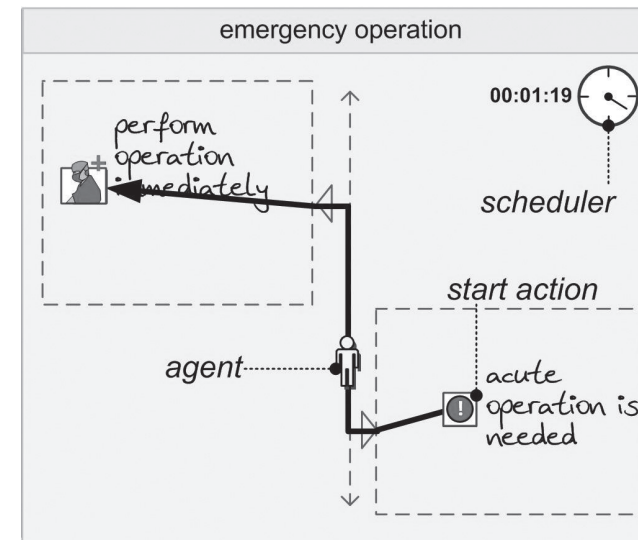 emergency operation
00:01:19
perform
operation
immediately
scheduler
start action
agent
!
acute
operation is
needed